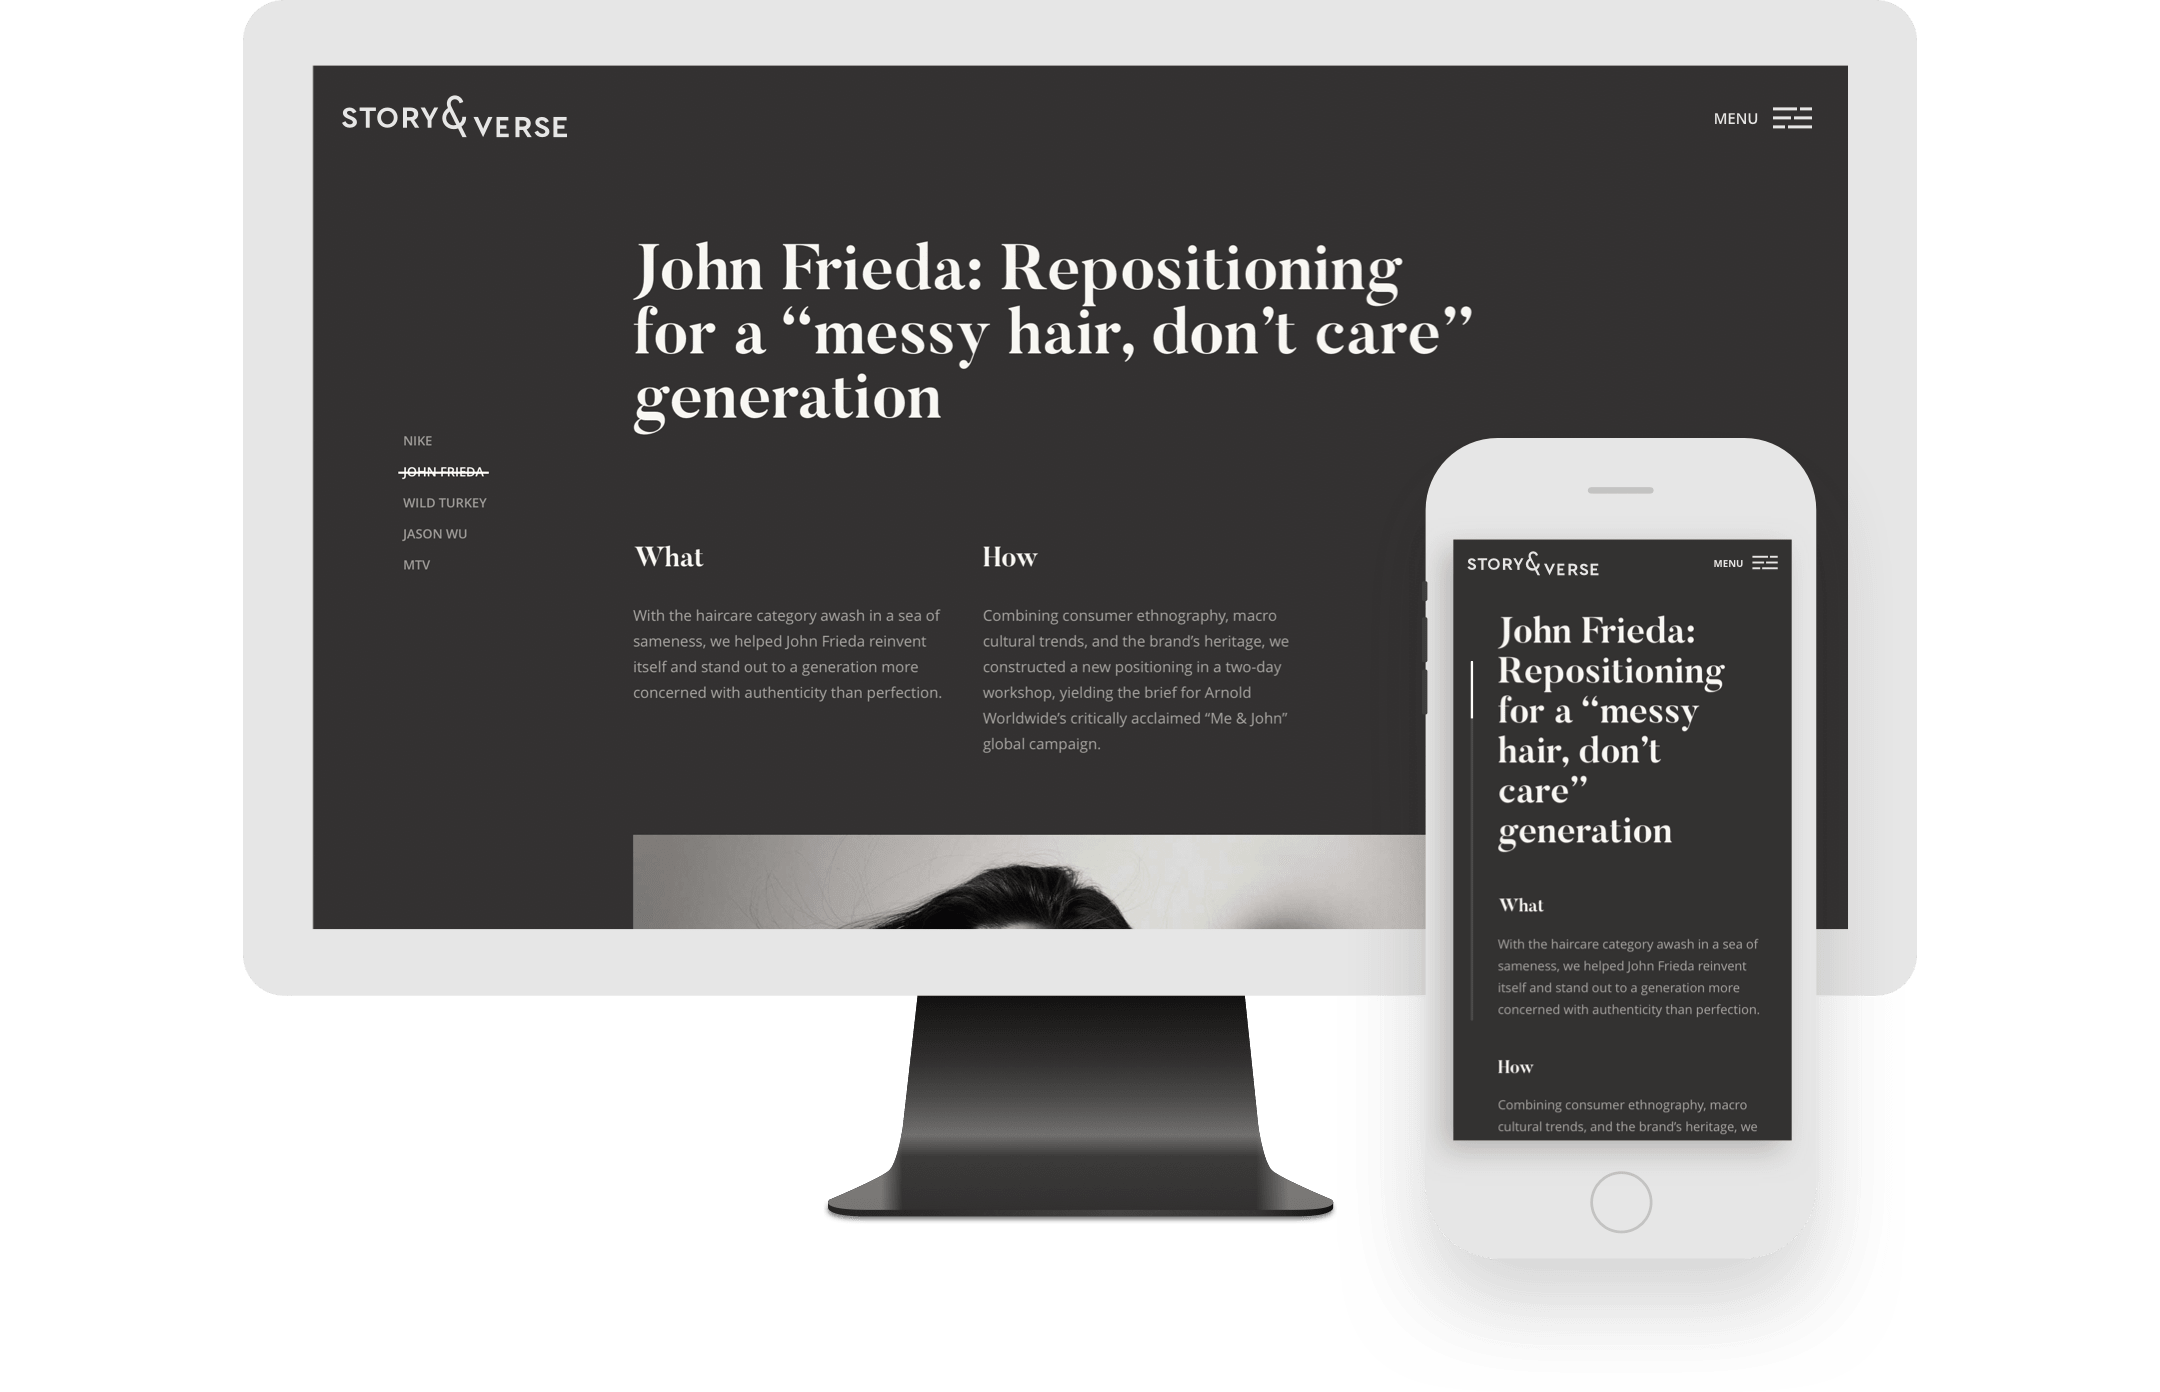 STORY & VERSE
MENU
John Frieda: Repositioning
for a “messy hair, don’t care”
generation
NIKE
JOHN FRIEDA
WILD TURKEY
JASON WU
MTV
What
With the haircare category awash in a sea of
sameness, we helped John Frieda reinvent
itself and stand out to a generation more
concerned with authenticity than perfection.
How
Combining consumer ethnography, macro
cultural trends, and the brand’s heritage, we
constructed a new positioning in a two-day
workshop, yielding the brief for Arnold
Worldwide’s critically acclaimed “Me & John”
global campaign.
STORY & VERSE
MENU
John Frieda:
Repositioning
for a “messy
hair, don’t
care”
generation
What
With the haircare category awash in a sea of
sameness, we helped John Frieda reinvent
itself and stand out to a generation more
concerned with authenticity than perfection.
How
Combining consumer ethnography, macro
cultural trends, and the brand’s heritage, we